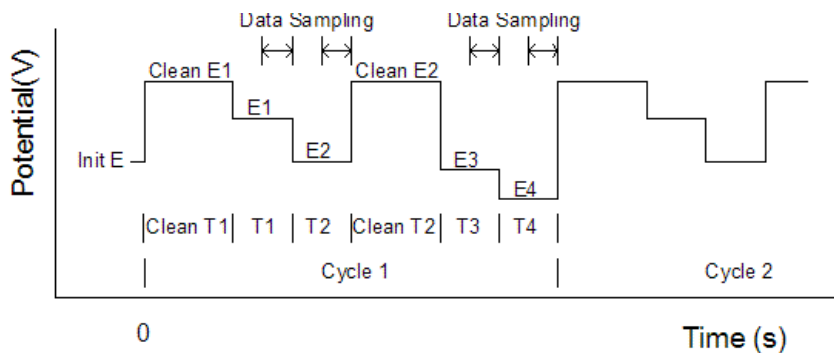 Data Sampling Data Sampling
Clean E1 Clean E2
E1
E2
Init E
E3
E4
Clean T1 T1 T2 Clean T2 T3 T4
Cycle 1 Cycle 2
0
Time (s)
Potential(V)